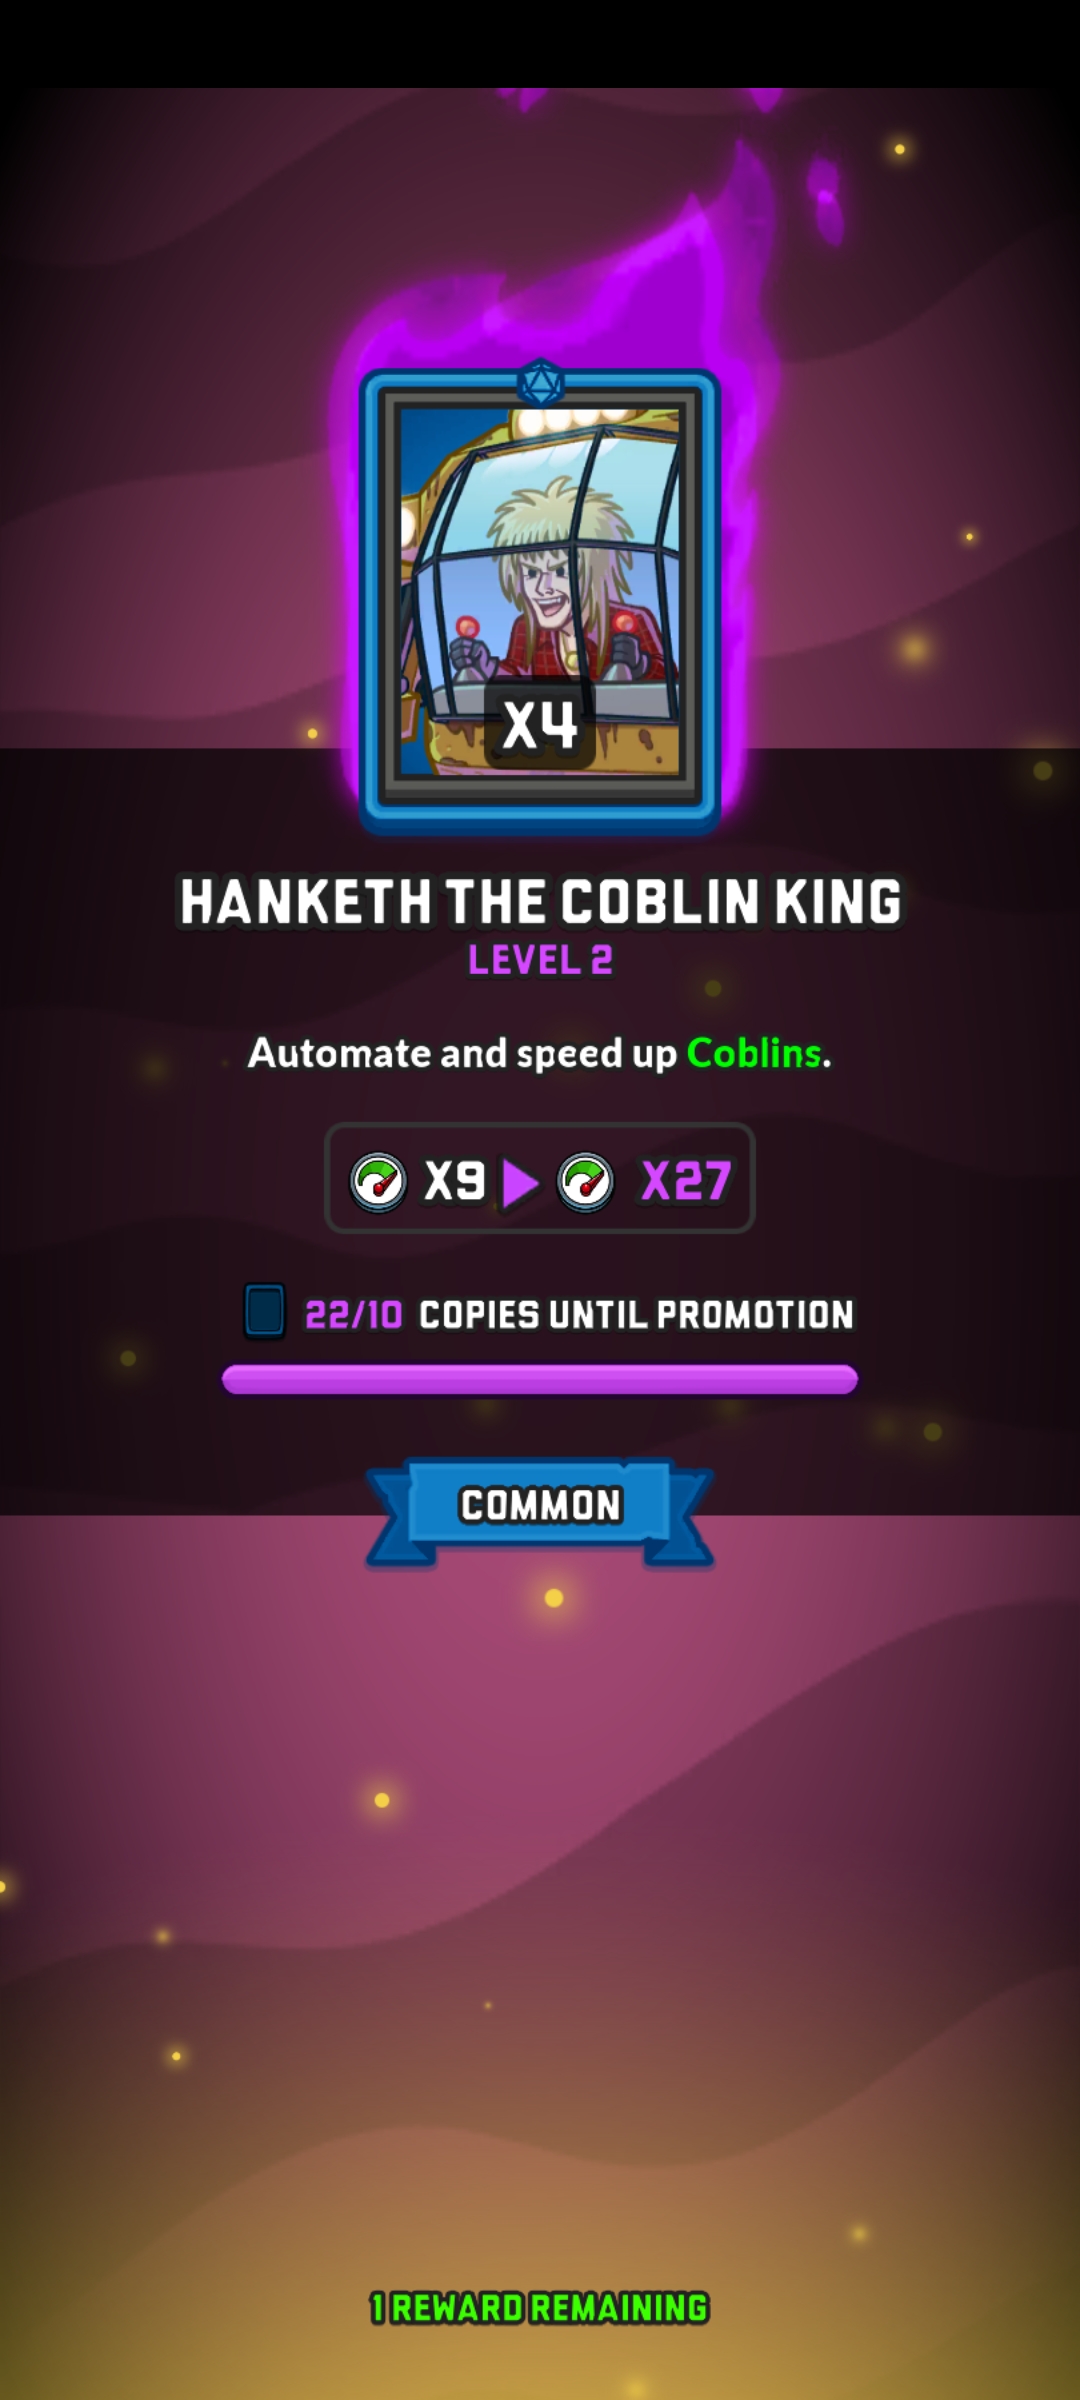 X4
HANKETH THE COBLIN KING
LEVEL 2
Automate and speed up Coblins.
X9 X27
22/10 COPIES UNTIL PROMOTION
COMMON
1 REWARD REMAINING